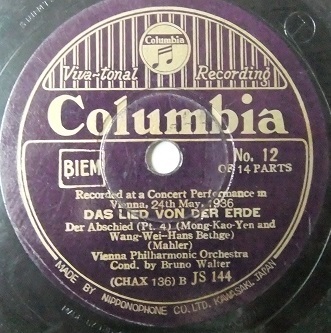 Columbia
Viva-tonal Recording
Columbia
BIEM
No. 12
OF 14 PARTS
Recorded at a Concert Performance in
Vienna, 24th May, 1936
DAS LIED VON DER ERDE
Der Abschied (Pt. 4) (Mong-Kao-Yen and
Wang-Wei-Hans Bethge)
(Mahler)
Vienna Philharmonic Orchestra
Cond. by Bruno Walter
(CHAX 136) B JS 144
MADE BY NIPPONOPHONE CO., LTD., KAWASAKI, JAPAN